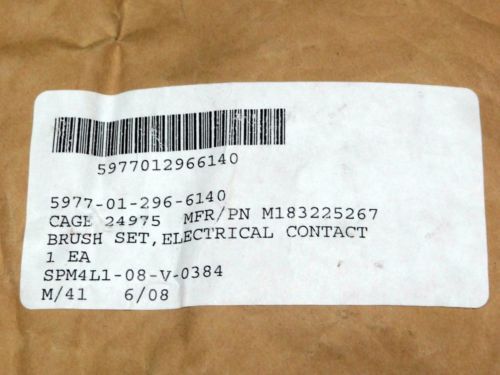 5977012966140
5977-01-296-6140
CAGE 24975 MFR/PN M183225267
BRUSH SET, ELECTRICAL CONTACT
1 EA
SPM4L1-08-V-0384
M/41 6/08